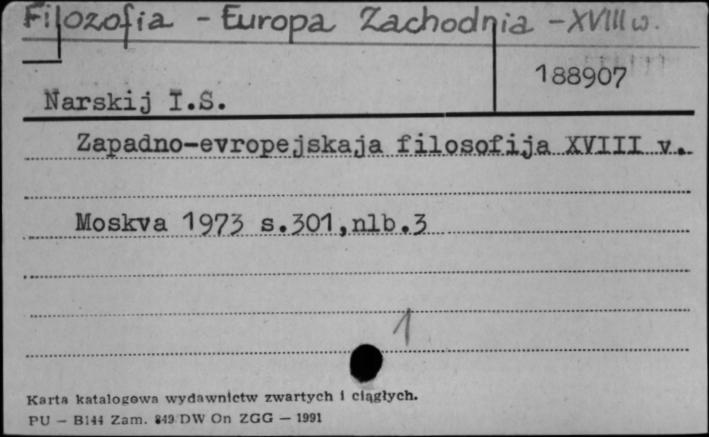 Filozofia - Europa Zachodnia - XVIII w.
188907
Narskij I.S.
Zapadno-evropejskaja filosofija XVIII v.
Moskva 1973 s.301,nlb.3
1
Karta katalogowa wydawnictw zwartych i ciągłych.
PU — B144 Zam. 849 DW On ZGG — 1991